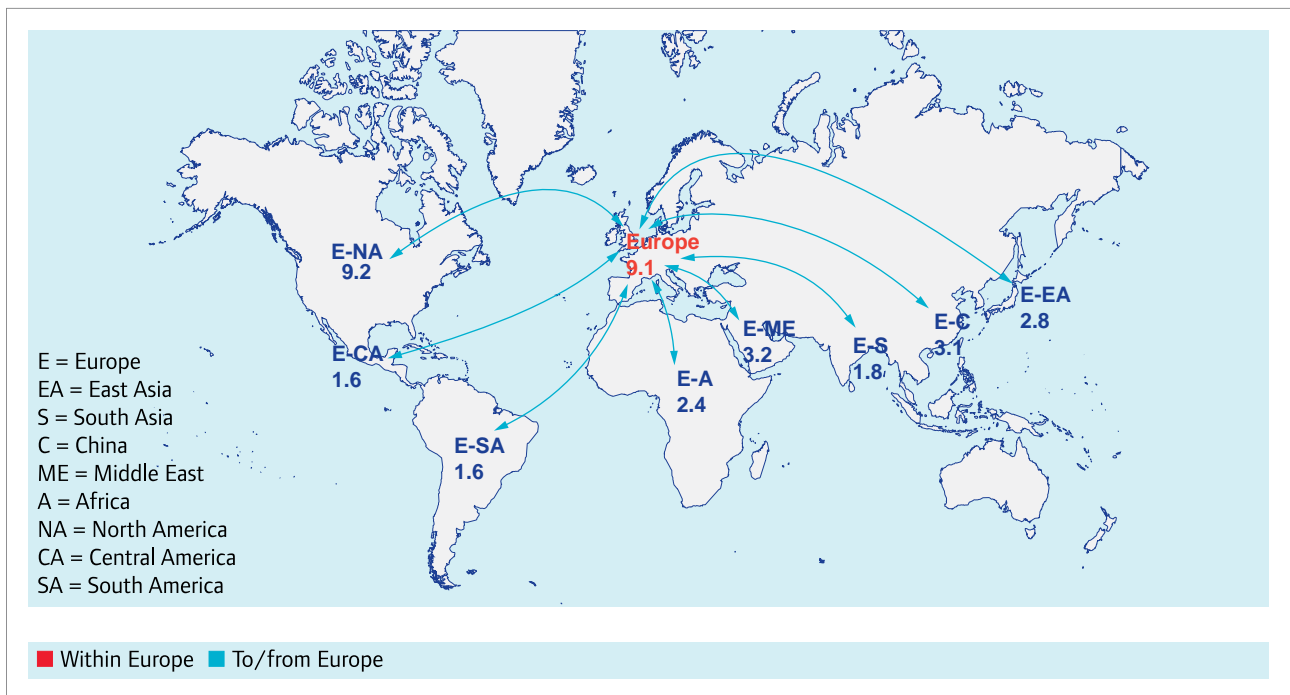 E-NA
9.2
Europe
9.1
E-EA
2.8
E-C
3.1
E-ME
3.2
E-S
1.8
E-CA
1.6
E-A
2.4
E-SA
1.6
E = Europe
EA = East Asia
S = South Asia
C = China
ME = Middle East
A = Africa
NA = North America
CA = Central America
SA = South America
Within Europe To/from Europe